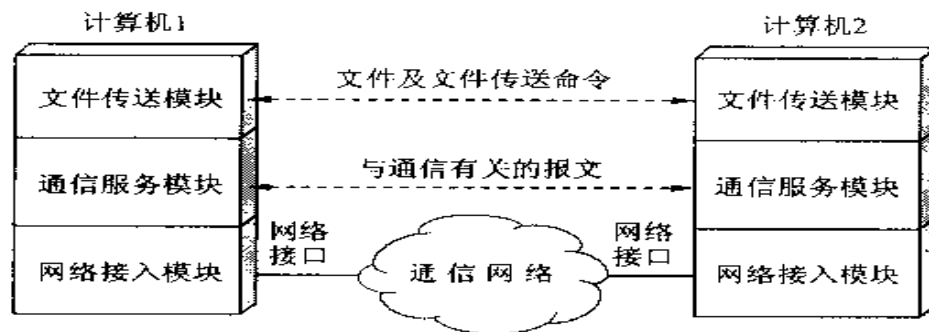 计算机1
计算机2
文件传送模块
文件及文件传送命令
文件传送模块
通信服务模块
与通信有关的报文
通信服务模块
网络接入模块
网络
接口
通信网络
网络
接口
网络接入模块